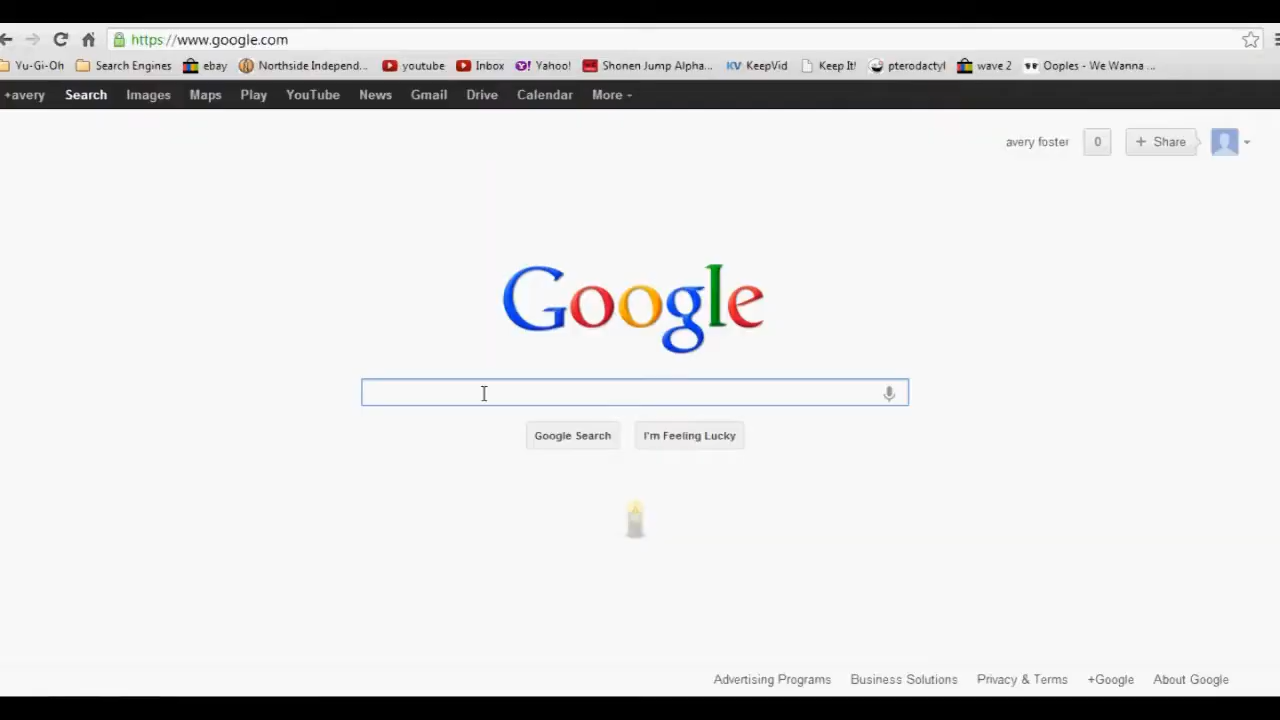 https://www.google.com
Yu-Gi-Oh Search Engines ebay Northside Independ... youtube Inbox Y! Yahoo! Shonen Jump Alpha... KV KeepVid Keep It! pterodactyl wave 2 Ooples - We Wanna ...
+avery Search Images Maps Play YouTube News Gmail Drive Calendar More
avery foster 0 + Share
Google
Google Search I'm Feeling Lucky
Advertising Programs Business Solutions Privacy & Terms +Google About Google